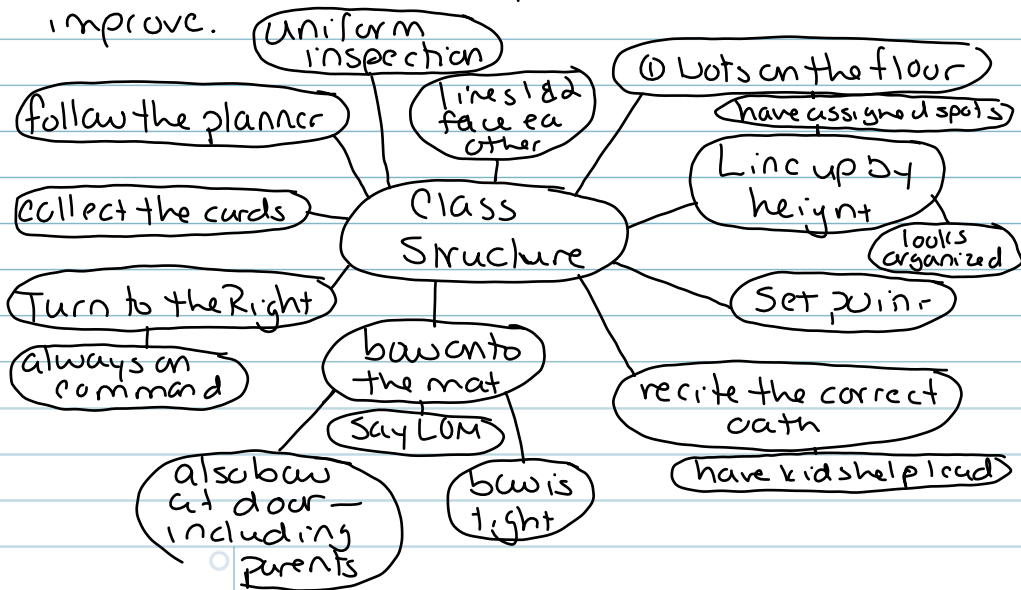 improve.
uniform
inspection
① Dots on the floor
lines 1 & 2
face ea
other
have assigned spots
follow the planner
Line up by
height
collect the cards
Class
Structure
looks
organized
Turn to the Right
Set point
bow onto
the mat
always on
command
recite the correct
oath
Say LOM
have kids help lead
also bow
at door —
including
parents
bow is
tight